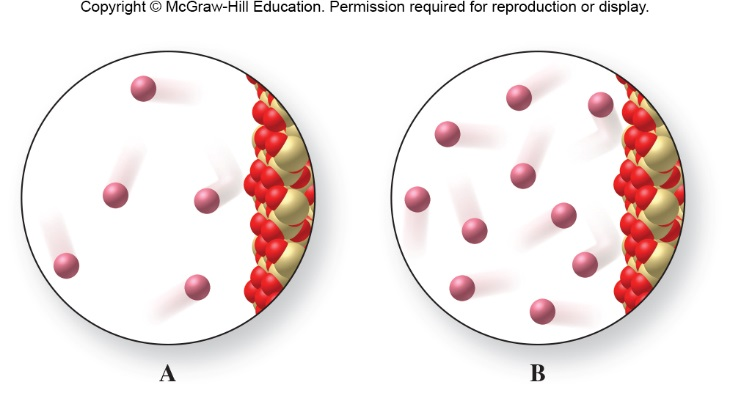 Copyright © McGraw-Hill Education. Permission required for reproduction or display.
A
B